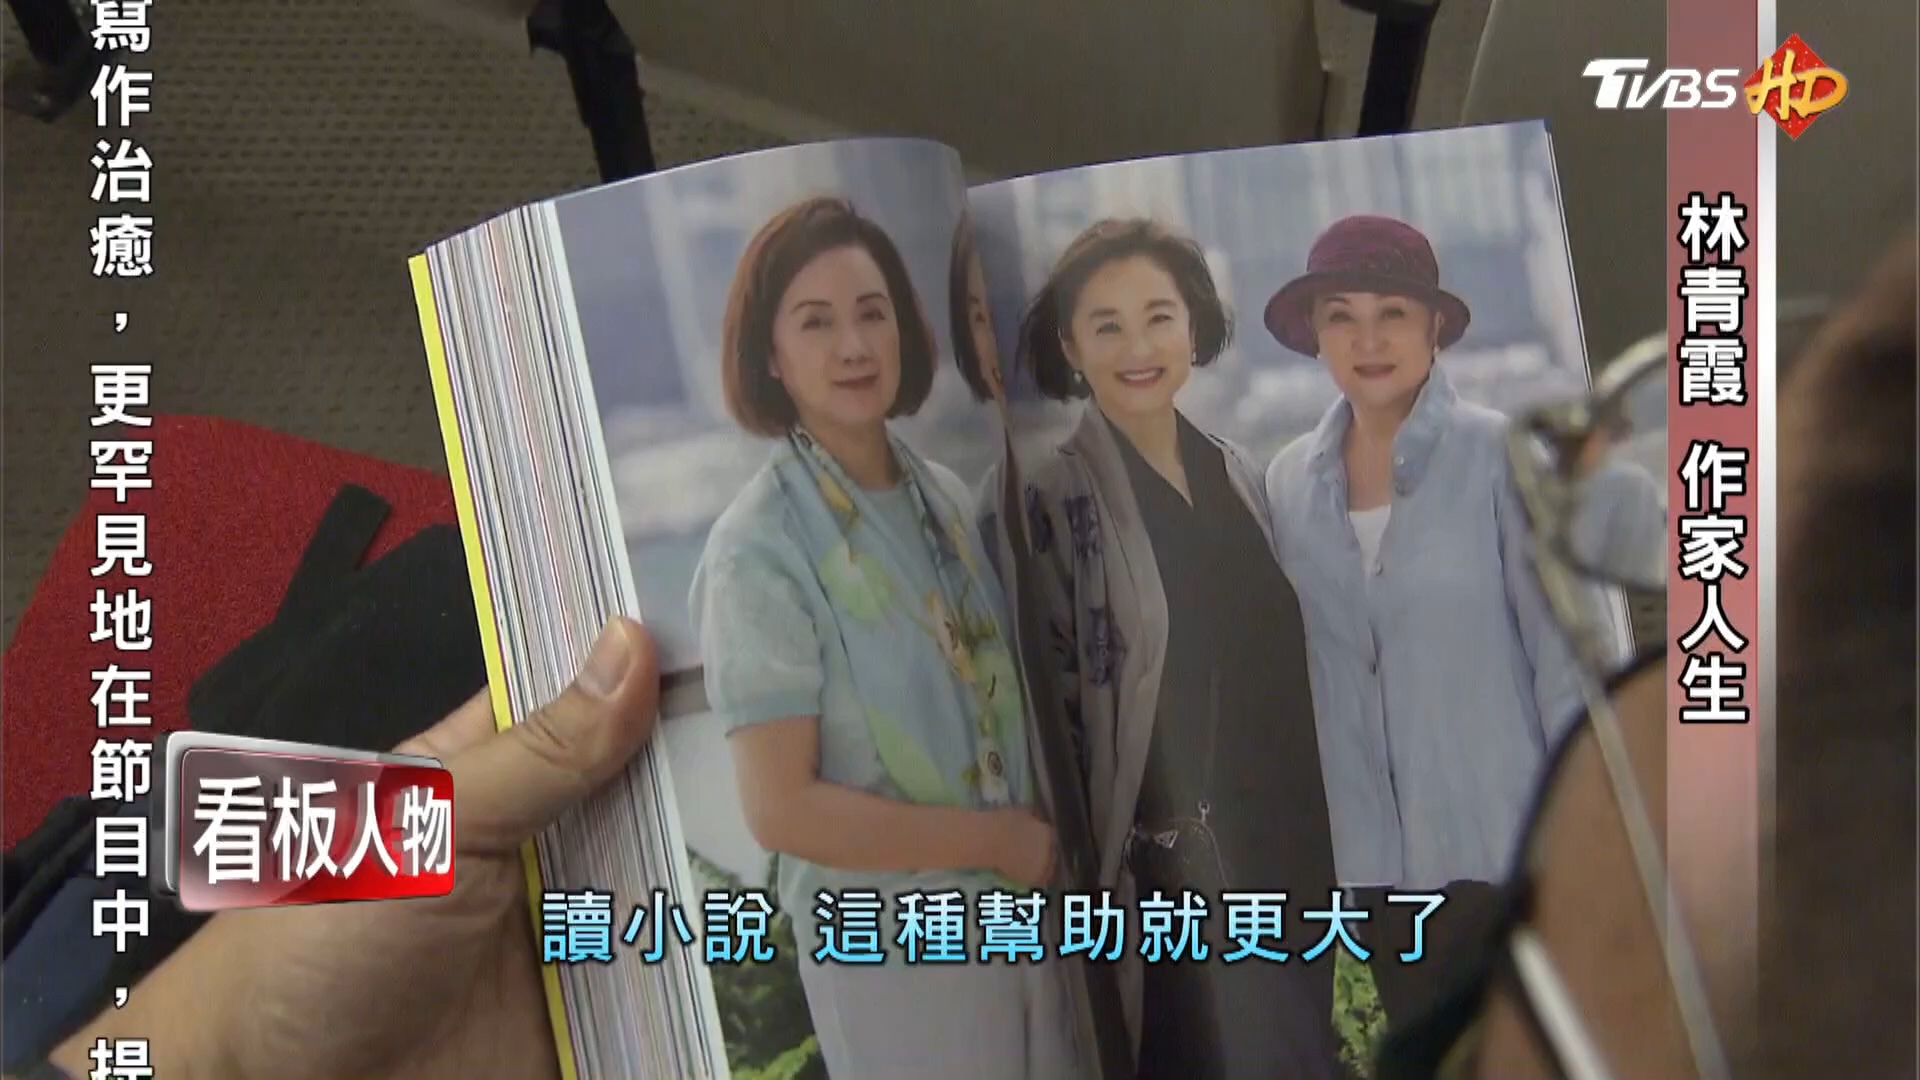 寫作治癒，更罕見地在節目中，提
TVBS HD
林青霞 作家人生
看板人物
讀小說 這種幫助就更大了